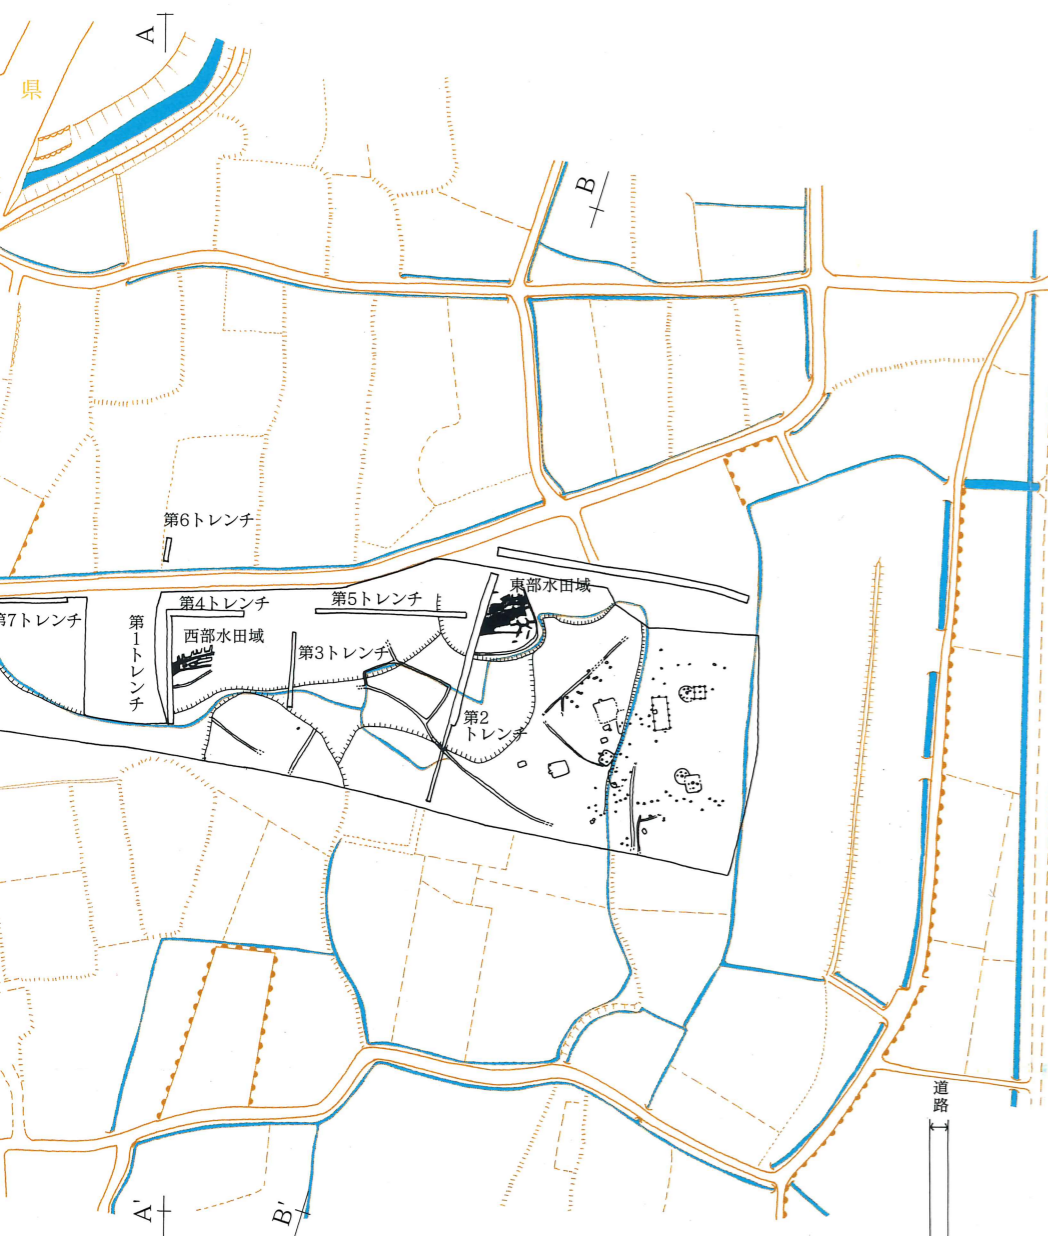 A
県
B
第6トレンチ
東部水田域
第4トレンチ
第5トレンチ
第7トレンチ
第1トレンチ
西部水田域
第3トレンチ
第2
トレンチ
道路
A'
B'